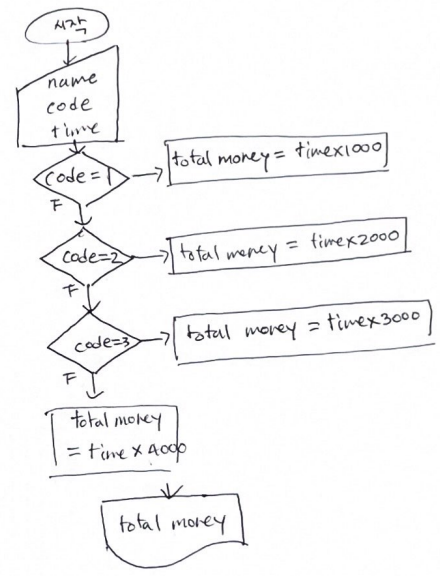 시작
name
code
time
code = 1
total money = time×1000
F
code=2
total money = time×2000
F
code=3
total money = time×3000
F
total money
= time × 4000
total money